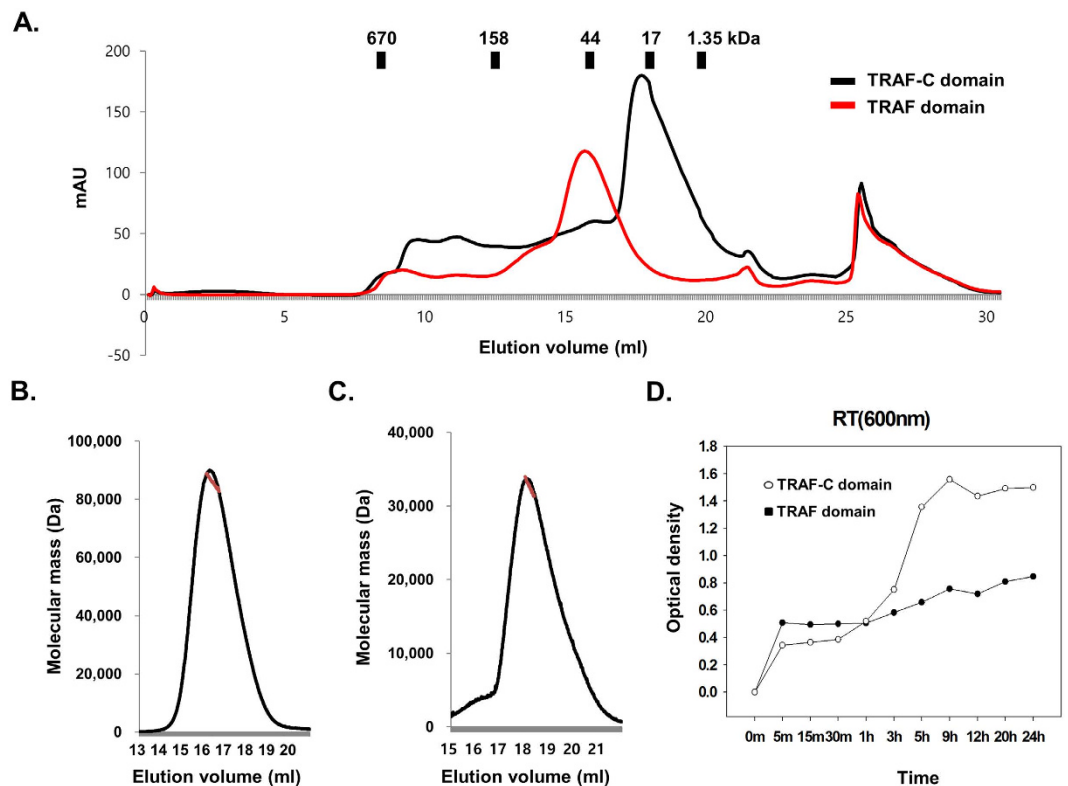 A.
670 158 44 17 1.35 kDa
200
150
100
50
0
-50
mAU
0 5 10 15 20 25 30
Elution volume (ml)
TRAF-C domain
TRAF domain
B.
100,000
80,000
60,000
40,000
20,000
0
Molecular mass (Da)
13 14 15 16 17 18 19 20
Elution volume (ml)
C.
40,000
30,000
20,000
10,000
0
Molecular mass (Da)
15 16 17 18 19 20 21
Elution volume (ml)
D.
RT(600nm)
1.8
1.6
1.4
1.2
1.0
0.8
0.6
0.4
0.2
0.0
Optical density
TRAF-C domain
TRAF domain
0m 5m 15m 30m 1h 3h 5h 9h 12h 20h 24h
Time